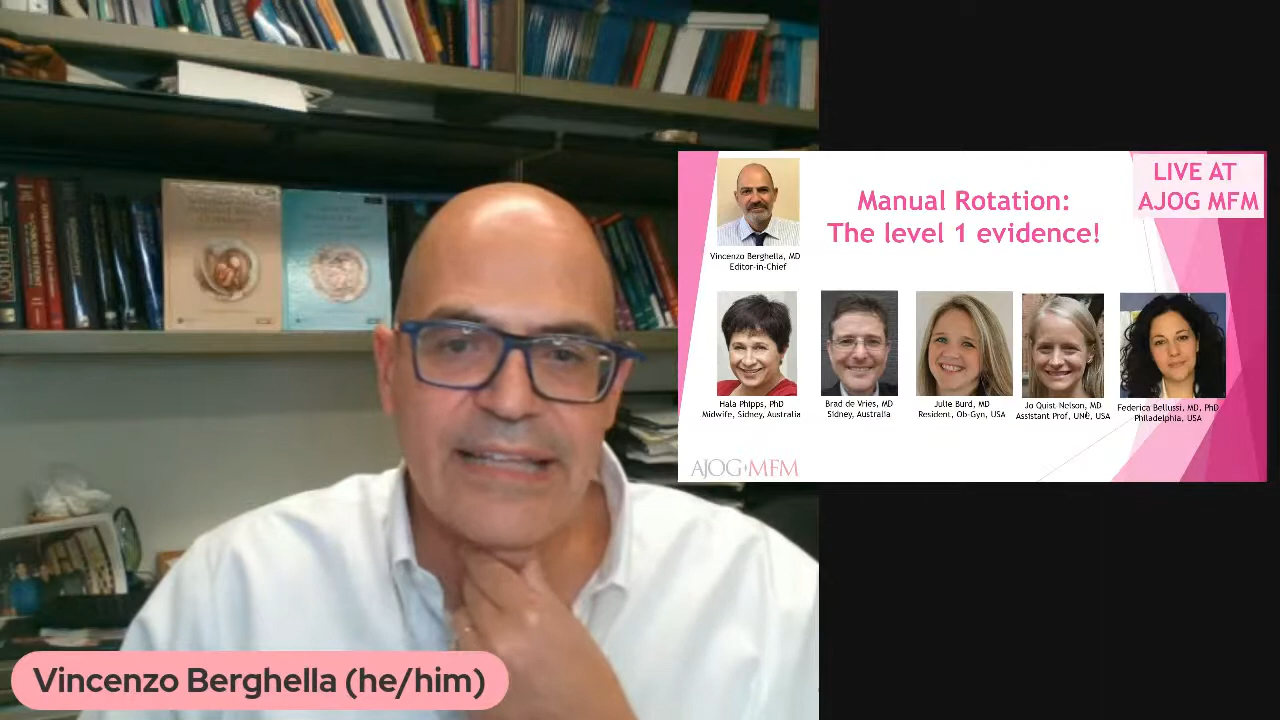 LIVE AT
AJOG MFM
Manual Rotation:
The level 1 evidence!
Vincenzo Berghella, MD
Editor-in-Chief
Hala Phipps, PhD
Midwife, Sidney, Australia
Brad de Vries, MD
Sidney, Australia
Julie Burd, MD
Resident, Ob-Gyn, USA
Jo Quist-Nelson, MD
Assistant Prof, UNC, USA
Federica Bellussi, MD, PhD
Philadelphia, USA
AJOG MFM
Vincenzo Berghella (he/him)